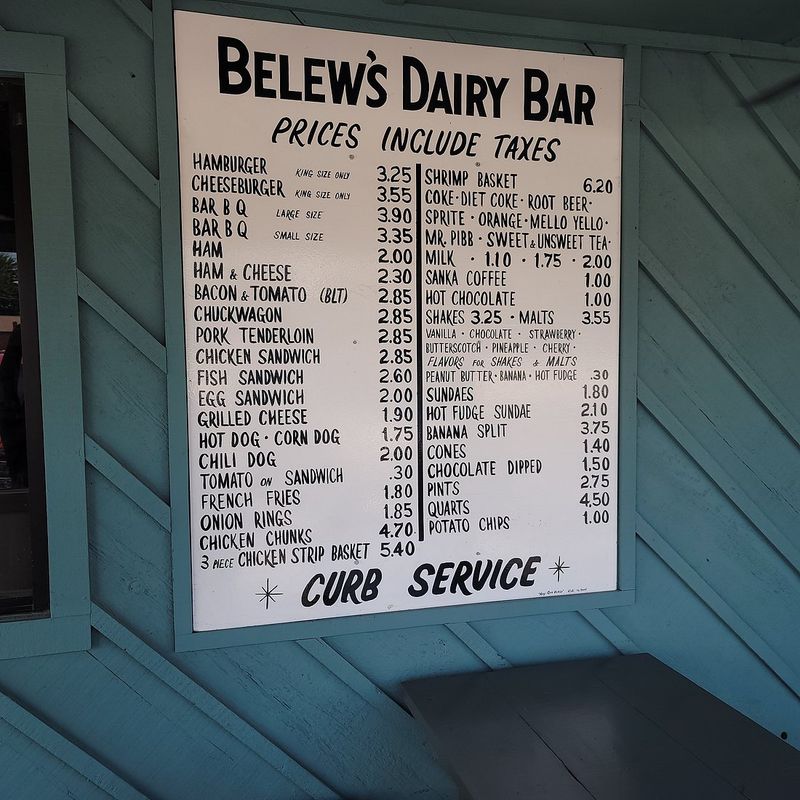 BELEW'S DAIRY BAR
PRICES INCLUDE TAXES
HAMBURGER KING SIZE ONLY 3.25
CHEESEBURGER KING SIZE ONLY 3.55
BAR B Q LARGE SIZE 3.90
BAR B Q SMALL SIZE 3.35
HAM 2.00
HAM & CHEESE 2.30
BACON & TOMATO (BLT) 2.85
CHUCKWAGON 2.85
PORK TENDERLOIN 2.85
CHICKEN SANDWICH 2.85
FISH SANDWICH 2.60
EGG SANDWICH 2.00
GRILLED CHEESE 1.90
HOT DOG · CORN DOG 1.75
CHILI DOG 2.00
TOMATO ON SANDWICH .30
FRENCH FRIES 1.80
ONION RINGS 1.85
CHICKEN CHUNKS 4.70
3 PIECE CHICKEN STRIP BASKET 5.40
SHRIMP BASKET 6.20
COKE · DIET COKE · ROOT BEER ·
SPRITE · ORANGE · MELLO YELLO ·
MR. PIBB · SWEET & UNSWEET TEA ·
MILK · 1.10 · 1.75 · 2.00
SANKA COFFEE 1.00
HOT CHOCOLATE 1.00
SHAKES 3.25 · MALTS 3.55
VANILLA · CHOCOLATE · STRAWBERRY ·
BUTTERSCOTCH · PINEAPPLE · CHERRY ·
FLAVORS FOR SHAKES & MALTS
PEANUT BUTTER · BANANA · HOT FUDGE .30
SUNDAES 1.80
HOT FUDGE SUNDAE 2.10
BANANA SPLIT 3.75
CONES 1.40
CHOCOLATE DIPPED 1.50
PINTS 2.75
QUARTS 4.50
POTATO CHIPS 1.00
CURB SERVICE